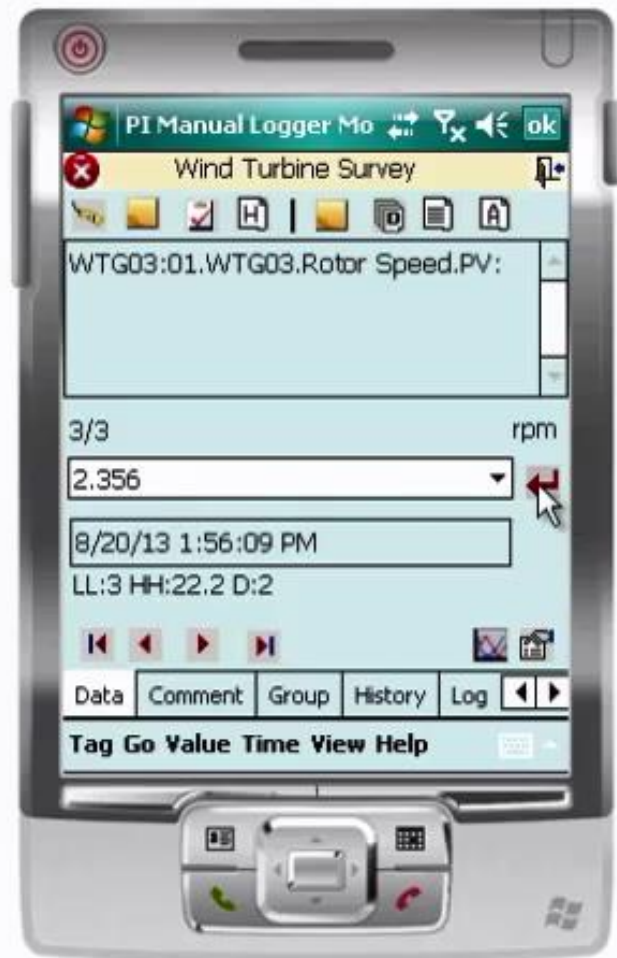 PI Manual Logger Mo ok
Wind Turbine Survey
H D A
WTG03:01.WTG03.Rotor Speed.PV:
3/3 rpm
2.356
8/20/13 1:56:09 PM
LL:3 HH:22.2 D:2
Data Comment Group History Log
Tag Go Value Time View Help